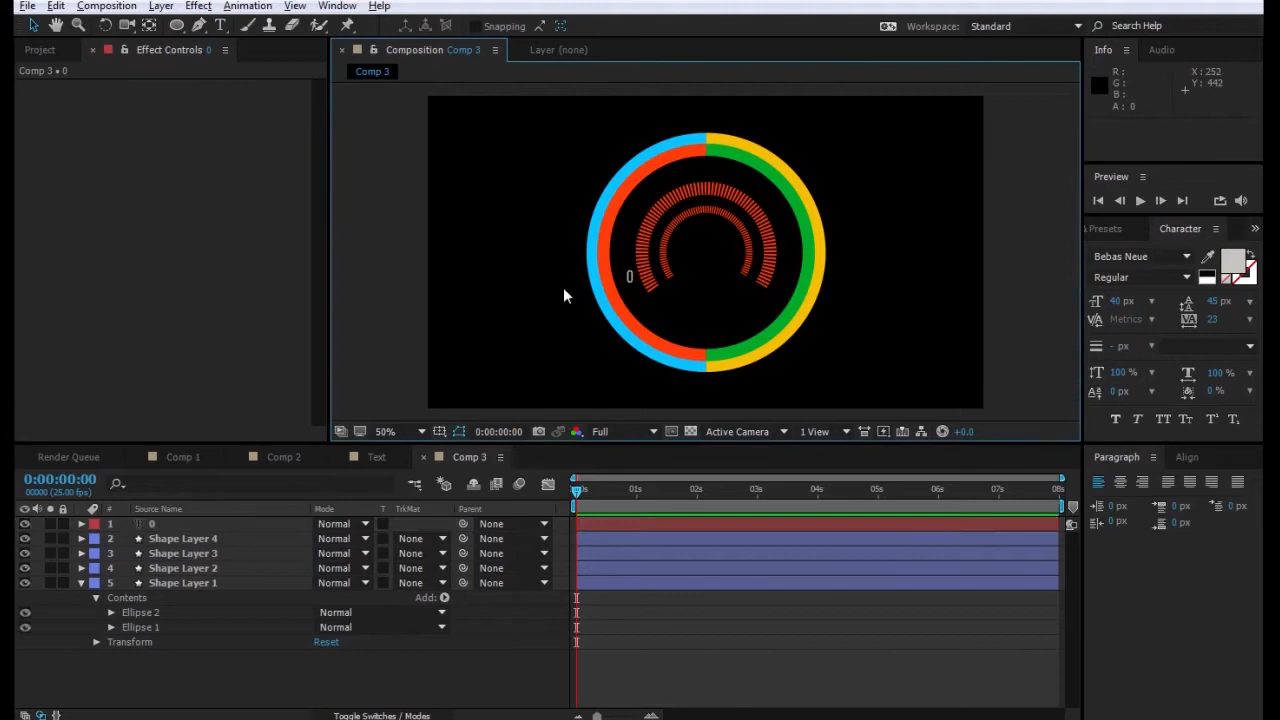 File Edit Composition Layer Effect Animation View Window Help
Snapping Workspace: Standard Search Help
Project Effect Controls 0 Composition Comp 3 Layer (none) Info Audio
Comp 3 • 0 Comp 3 R: X: 252
G: Y: 442
B:
A: 0
Preview
Presets Character
Bebas Neue
Regular
40 px 45 px
Metrics 23
- px
100 % 100 %
0 px 0 %
0
50% 0:00:00:00 Full Active Camera 1 View +0.0
Render Queue Comp 1 Comp 2 Text Comp 3 Paragraph Align
0:00:00:00
00000 (25.00 fps)
01s 02s 03s 04s 05s 06s 07s 08s
# Source Name Mode T TrkMat Parent
0 px 0 px 0 px
0 px 0 px
1 0 Normal None
2 Shape Layer 4 Normal None None
3 Shape Layer 3 Normal None None
4 Shape Layer 2 Normal None None
5 Shape Layer 1 Normal None None
Contents Add:
Ellipse 2 Normal
Ellipse 1 Normal
Transform Reset
Toggle Switches / Modes